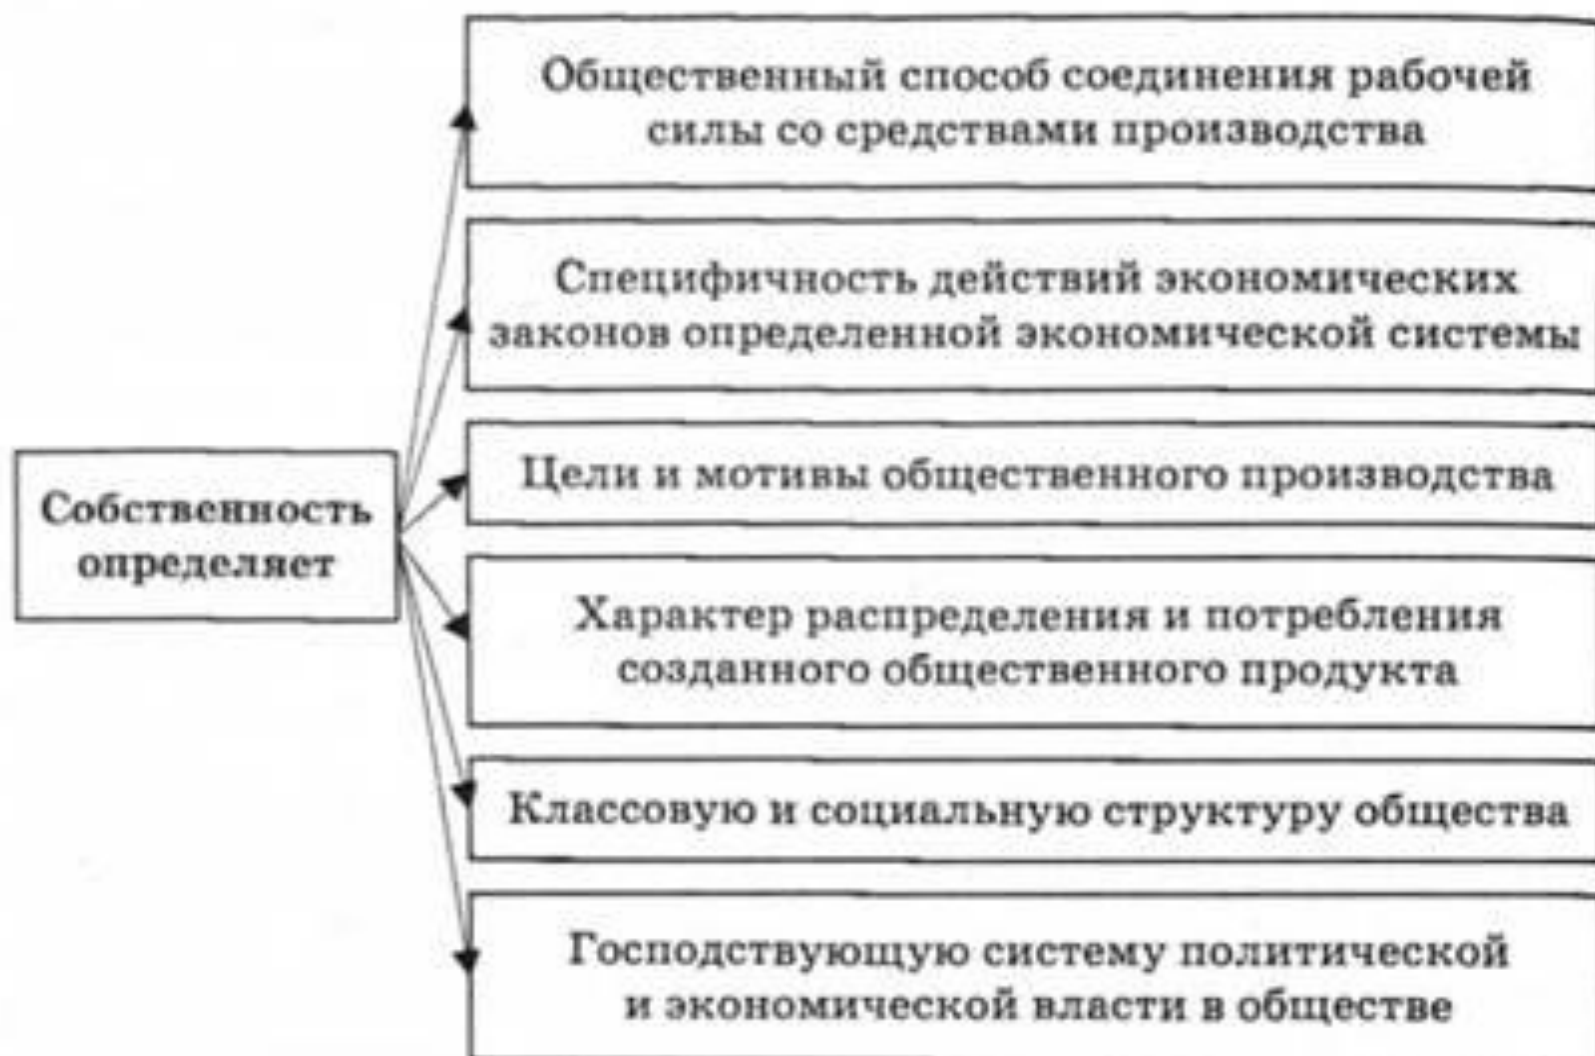 Собственность
определяет
Общественный способ соединения рабочей
силы со средствами производства
Специфичность действий экономических
законов определенной экономической системы
Цели и мотивы общественного производства
Характер распределения и потребления
созданного общественного продукта
Классовую и социальную структуру общества
Господствующую систему политической
и экономической власти в обществе